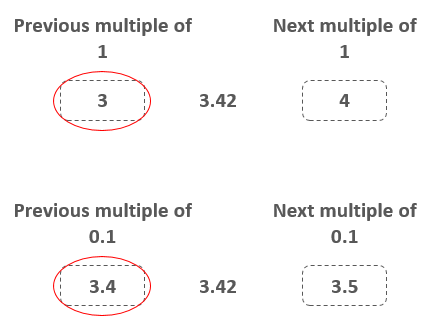 Previous multiple of Next multiple of
1 1
3 3.42 4
Previous multiple of Next multiple of
0.1 0.1
3.4 3.42 3.5